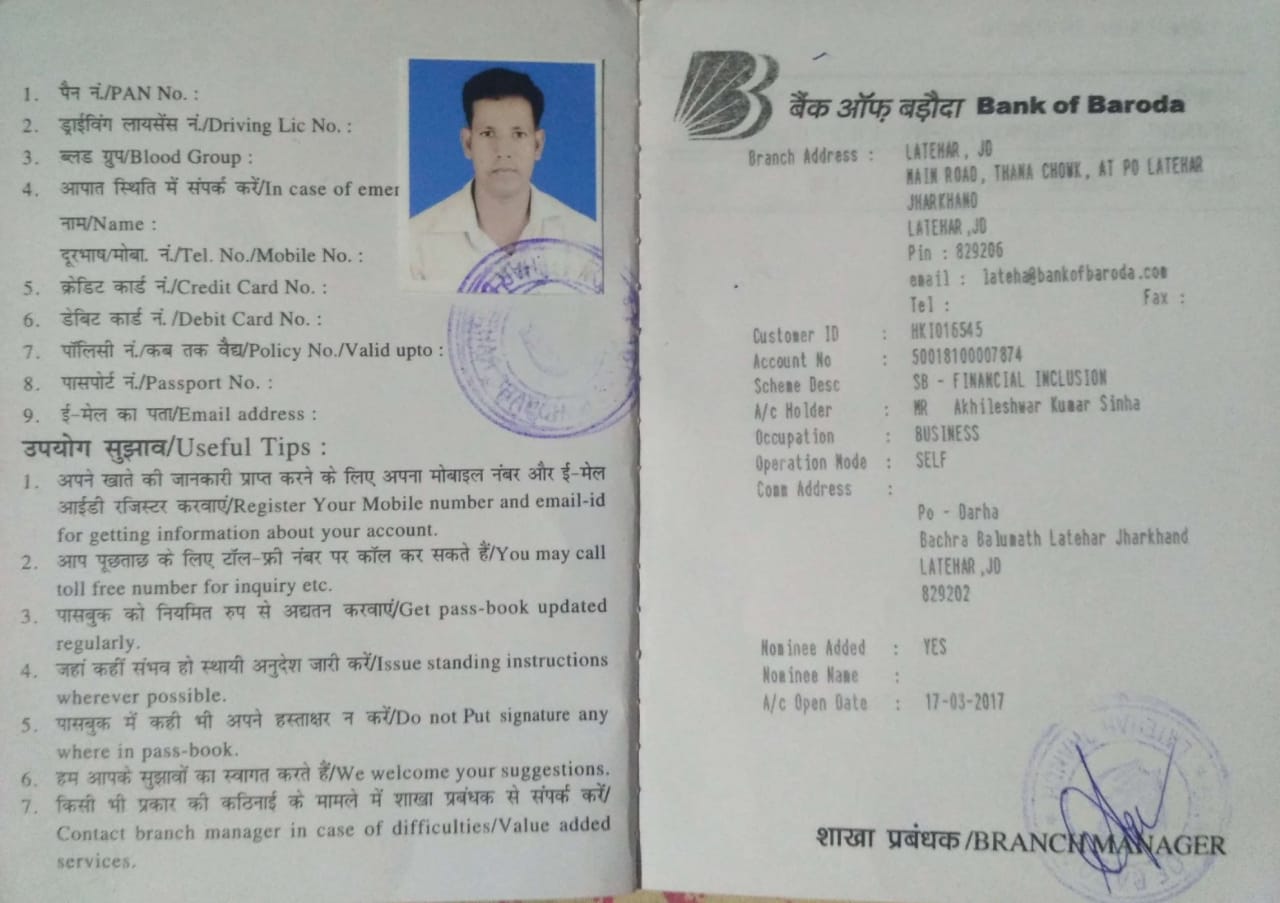 1. पैन नं./PAN No. :
2. ड्राईविंग लायसेंस नं./Driving Lic No. :
3. ब्लड ग्रुप/Blood Group :
4. आपात स्थिति में संपर्क करें/In case of emer
नाम/Name :
दूरभाष/मोबा. नं./Tel. No./Mobile No. :
5. क्रेडिट कार्ड नं./Credit Card No. :
6. डेबिट कार्ड नं. /Debit Card No. :
7. पॉलिसी नं./कब तक वैद्य/Policy No./Valid upto :
8. पासपोर्ट नं./Passport No. :
9. ई-मेल का पता/Email address :
उपयोग सुझाव/Useful Tips :
1. अपने खाते की जानकारी प्राप्त करने के लिए अपना मोबाइल नंबर और ई-मेल
आईडी रजिस्टर करवाएं/Register Your Mobile number and email-id
for getting information about your account.
2. आप पूछताछ के लिए टॉल-फ्री नंबर पर कॉल कर सकते हैं/You may call
toll free number for inquiry etc.
3. पासबुक को नियमित रुप से अद्यतन करवाएं/Get pass-book updated
regularly.
4. जहां कहीं संभव हो स्थायी अनुदेश जारी करें/Issue standing instructions
wherever possible.
5. पासबुक में कही भी अपने हस्ताक्षर न करें/Do not Put signature any
where in pass-book.
6. हम आपके सुझावों का स्वागत करते हैं/We welcome your suggestions.
7. किसी भी प्रकार की कठिनाई के मामले में शाखा प्रबंधक से संपर्क करें/
Contact branch manager in case of difficulties/Value added
services.
बैंक ऑफ़ बड़ौदा Bank of Baroda
Branch Address : LATEHAR, JD
MAIN ROAD, THANA CHOWK, AT PO LATEHAR
JHARKHAND
LATEHAR ,JD
Pin : 829206
email : lateha@bankofbaroda.com
Tel : Fax :
Customer ID : HKI016545
Account No : 50018100007874
Scheme Desc SB - FINANCIAL INCLUSION
A/c Holder : MR Akhileshwar Kumar Sinha
Occupation : BUSINESS
Operation Mode : SELF
Comm Address :
Po - Darha
Bachra Balumath Latehar Jharkhand
LATEHAR ,JD
829202
Nominee Added : YES
Nominee Name :
A/c Open Date : 17-03-2017
शाखा प्रबंधक/BRANCH MANAGER